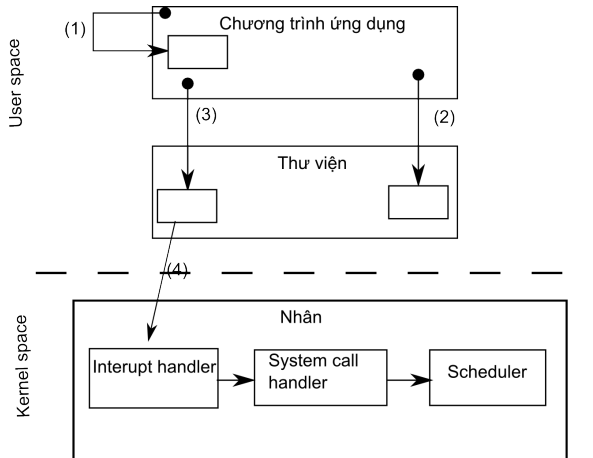 Chương trình ứng dụng
(1)
User space
(3)
(2)
Thư viện
(4)
Nhân
Kernel space
Interupt handler
System call
handler
Scheduler